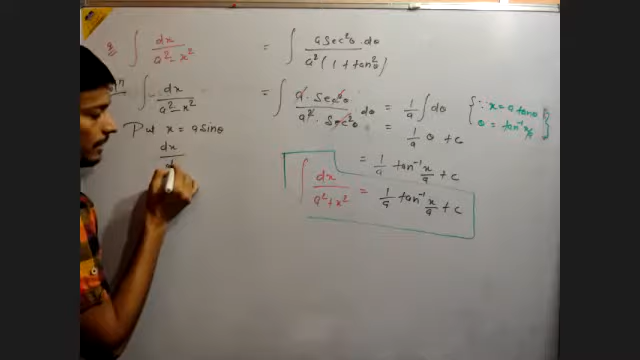 Q ∫ dx / a² - x²
∫ dx / a² - x²
Put x = a sinθ
dx
= ∫ a Sec²θ · dθ / a² (1 + tan²θ)
= ∫ a · Sec²θ / a² · Sec²θ · dθ = 1/a ∫ dθ
= 1/a θ + c
= 1/a tan⁻¹ x/a + c
∫ dx / a² + x² = 1/a tan⁻¹ x/a + c
{ ∵ x = a tanθ
θ = tan⁻¹ x/a }